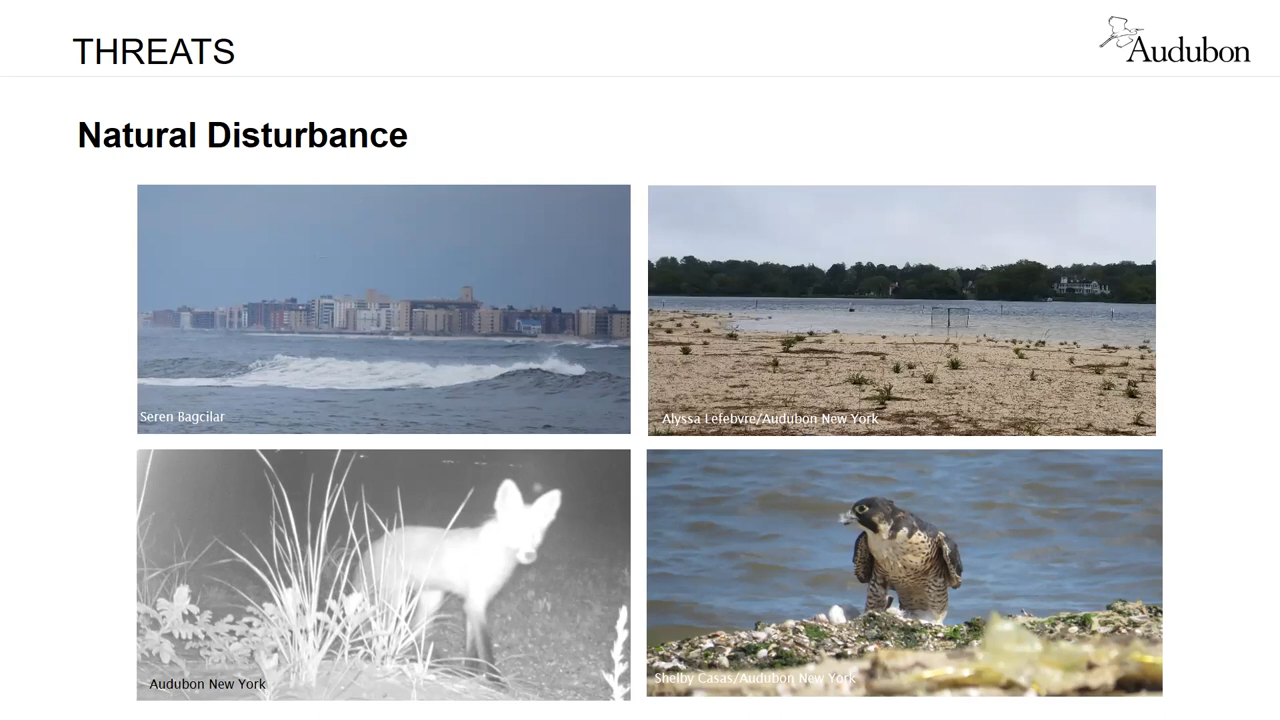 THREATS
Audubon
Natural Disturbance
Seren Bagcilar
Alyssa Lefebvre/Audubon New York
Audubon New York
Shelby Casas/Audubon New York